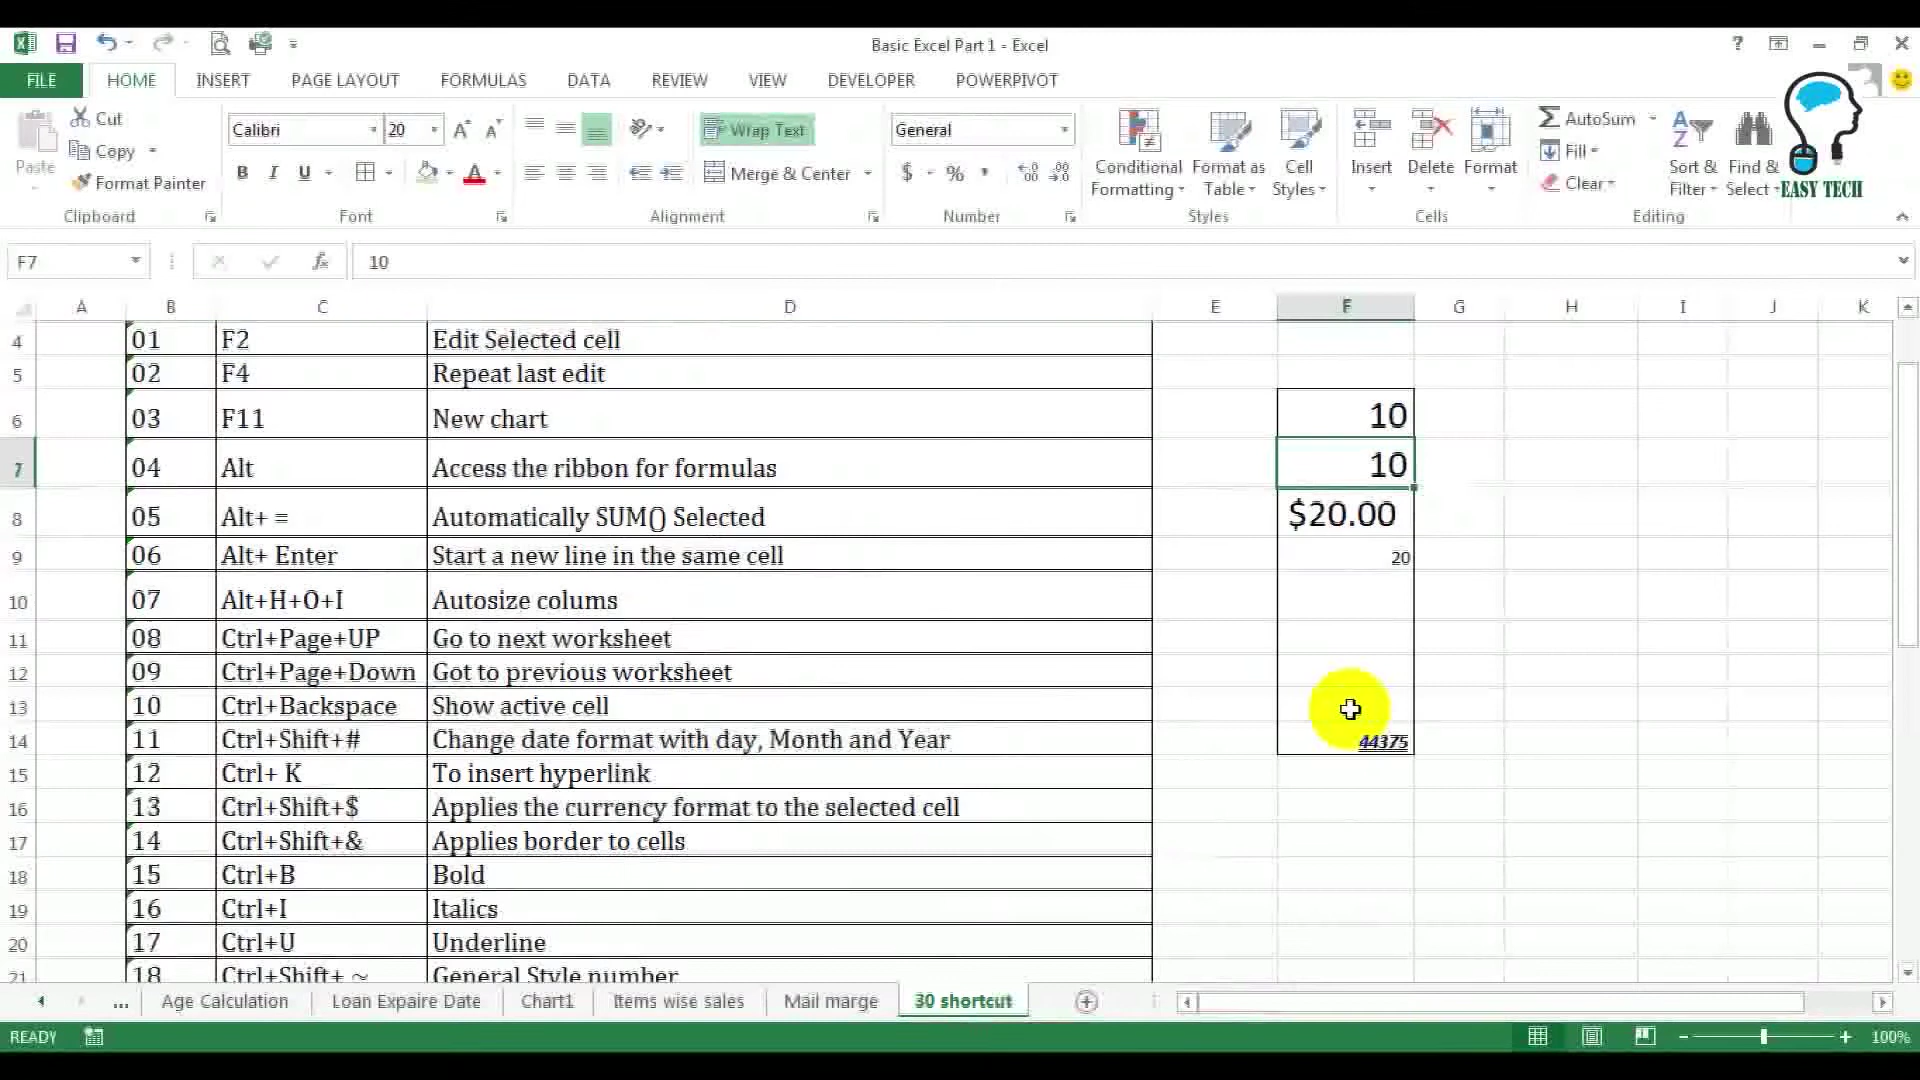 Basic Excel Part 1 - Excel
?
FILE HOME INSERT PAGE LAYOUT FORMULAS DATA REVIEW VIEW DEVELOPER POWERPIVOT
Paste
Cut
Copy
Format Painter
Clipboard
Calibri 20
B I U
Font
Wrap Text
Merge & Center
Alignment
General
$ %
Number
Conditional Formatting
Format as Table
Cell Styles
Styles
Insert
Delete
Format
Cells
AutoSum
Fill
Clear
Sort & Filter
Find & Select
Editing
EASY TECH
F7 fx 10
A B C D E F G H I J K
4 01 F2 Edit Selected cell
5 02 F4 Repeat last edit
6 03 F11 New chart 10
7 04 Alt Access the ribbon for formulas 10
8 05 Alt+ = Automatically SUM() Selected $20.00
9 06 Alt+ Enter Start a new line in the same cell 20
10 07 Alt+H+O+I Autosize colums
11 08 Ctrl+Page+UP Go to next worksheet
12 09 Ctrl+Page+Down Got to previous worksheet
13 10 Ctrl+Backspace Show active cell
14 11 Ctrl+Shift+# Change date format with day, Month and Year 44375
15 12 Ctrl+ K To insert hyperlink
16 13 Ctrl+Shift+$ Applies the currency format to the selected cell
17 14 Ctrl+Shift+& Applies border to cells
18 15 Ctrl+B Bold
19 16 Ctrl+I Italics
20 17 Ctrl+U Underline
21 18 Ctrl+Shift+ ~ General Style number
... Age Calculation Loan Expaire Date Chart1 Items wise sales Mail marge 30 shortcut
READY 100%